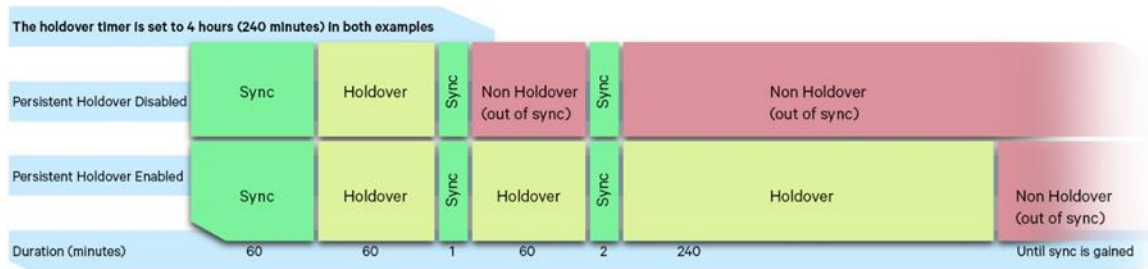 The holdover timer is set to 4 hours (240 minutes) in both examples
Persistent Holdover Disabled
Sync
Holdover
Sync
Non Holdover
(out of sync)
Sync
Non Holdover
(out of sync)
Persistent Holdover Enabled
Sync
Holdover
Sync
Holdover
Sync
Holdover
Non Holdover
(out of sync)
Duration (minutes) 60 60 1 60 2 240 Until sync is gained